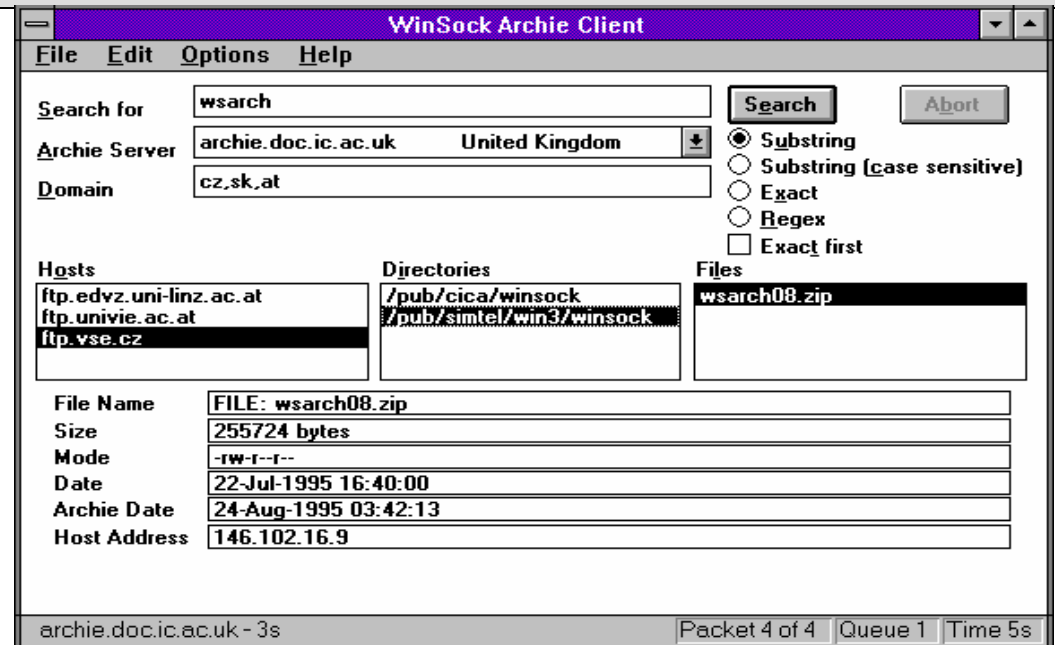 WinSock Archie Client
File Edit Options Help
Search for wsarch Search Abort
Archie Server archie.doc.ic.ac.uk United Kingdom
Domain cz,sk,at
Substring
Substring (case sensitive)
Exact
Regex
Exact first
Hosts Directories Files
ftp.edvz.uni-linz.ac.at /pub/cica/winsock wsarch08.zip
ftp.univie.ac.at /pub/simtel/win3/winsock
ftp.vse.cz
File Name FILE: wsarch08.zip
Size 255724 bytes
Mode -rw-r--r--
Date 22-Jul-1995 16:40:00
Archie Date 24-Aug-1995 03:42:13
Host Address 146.102.16.9
archie.doc.ic.ac.uk - 3s Packet 4 of 4 Queue 1 Time 5s